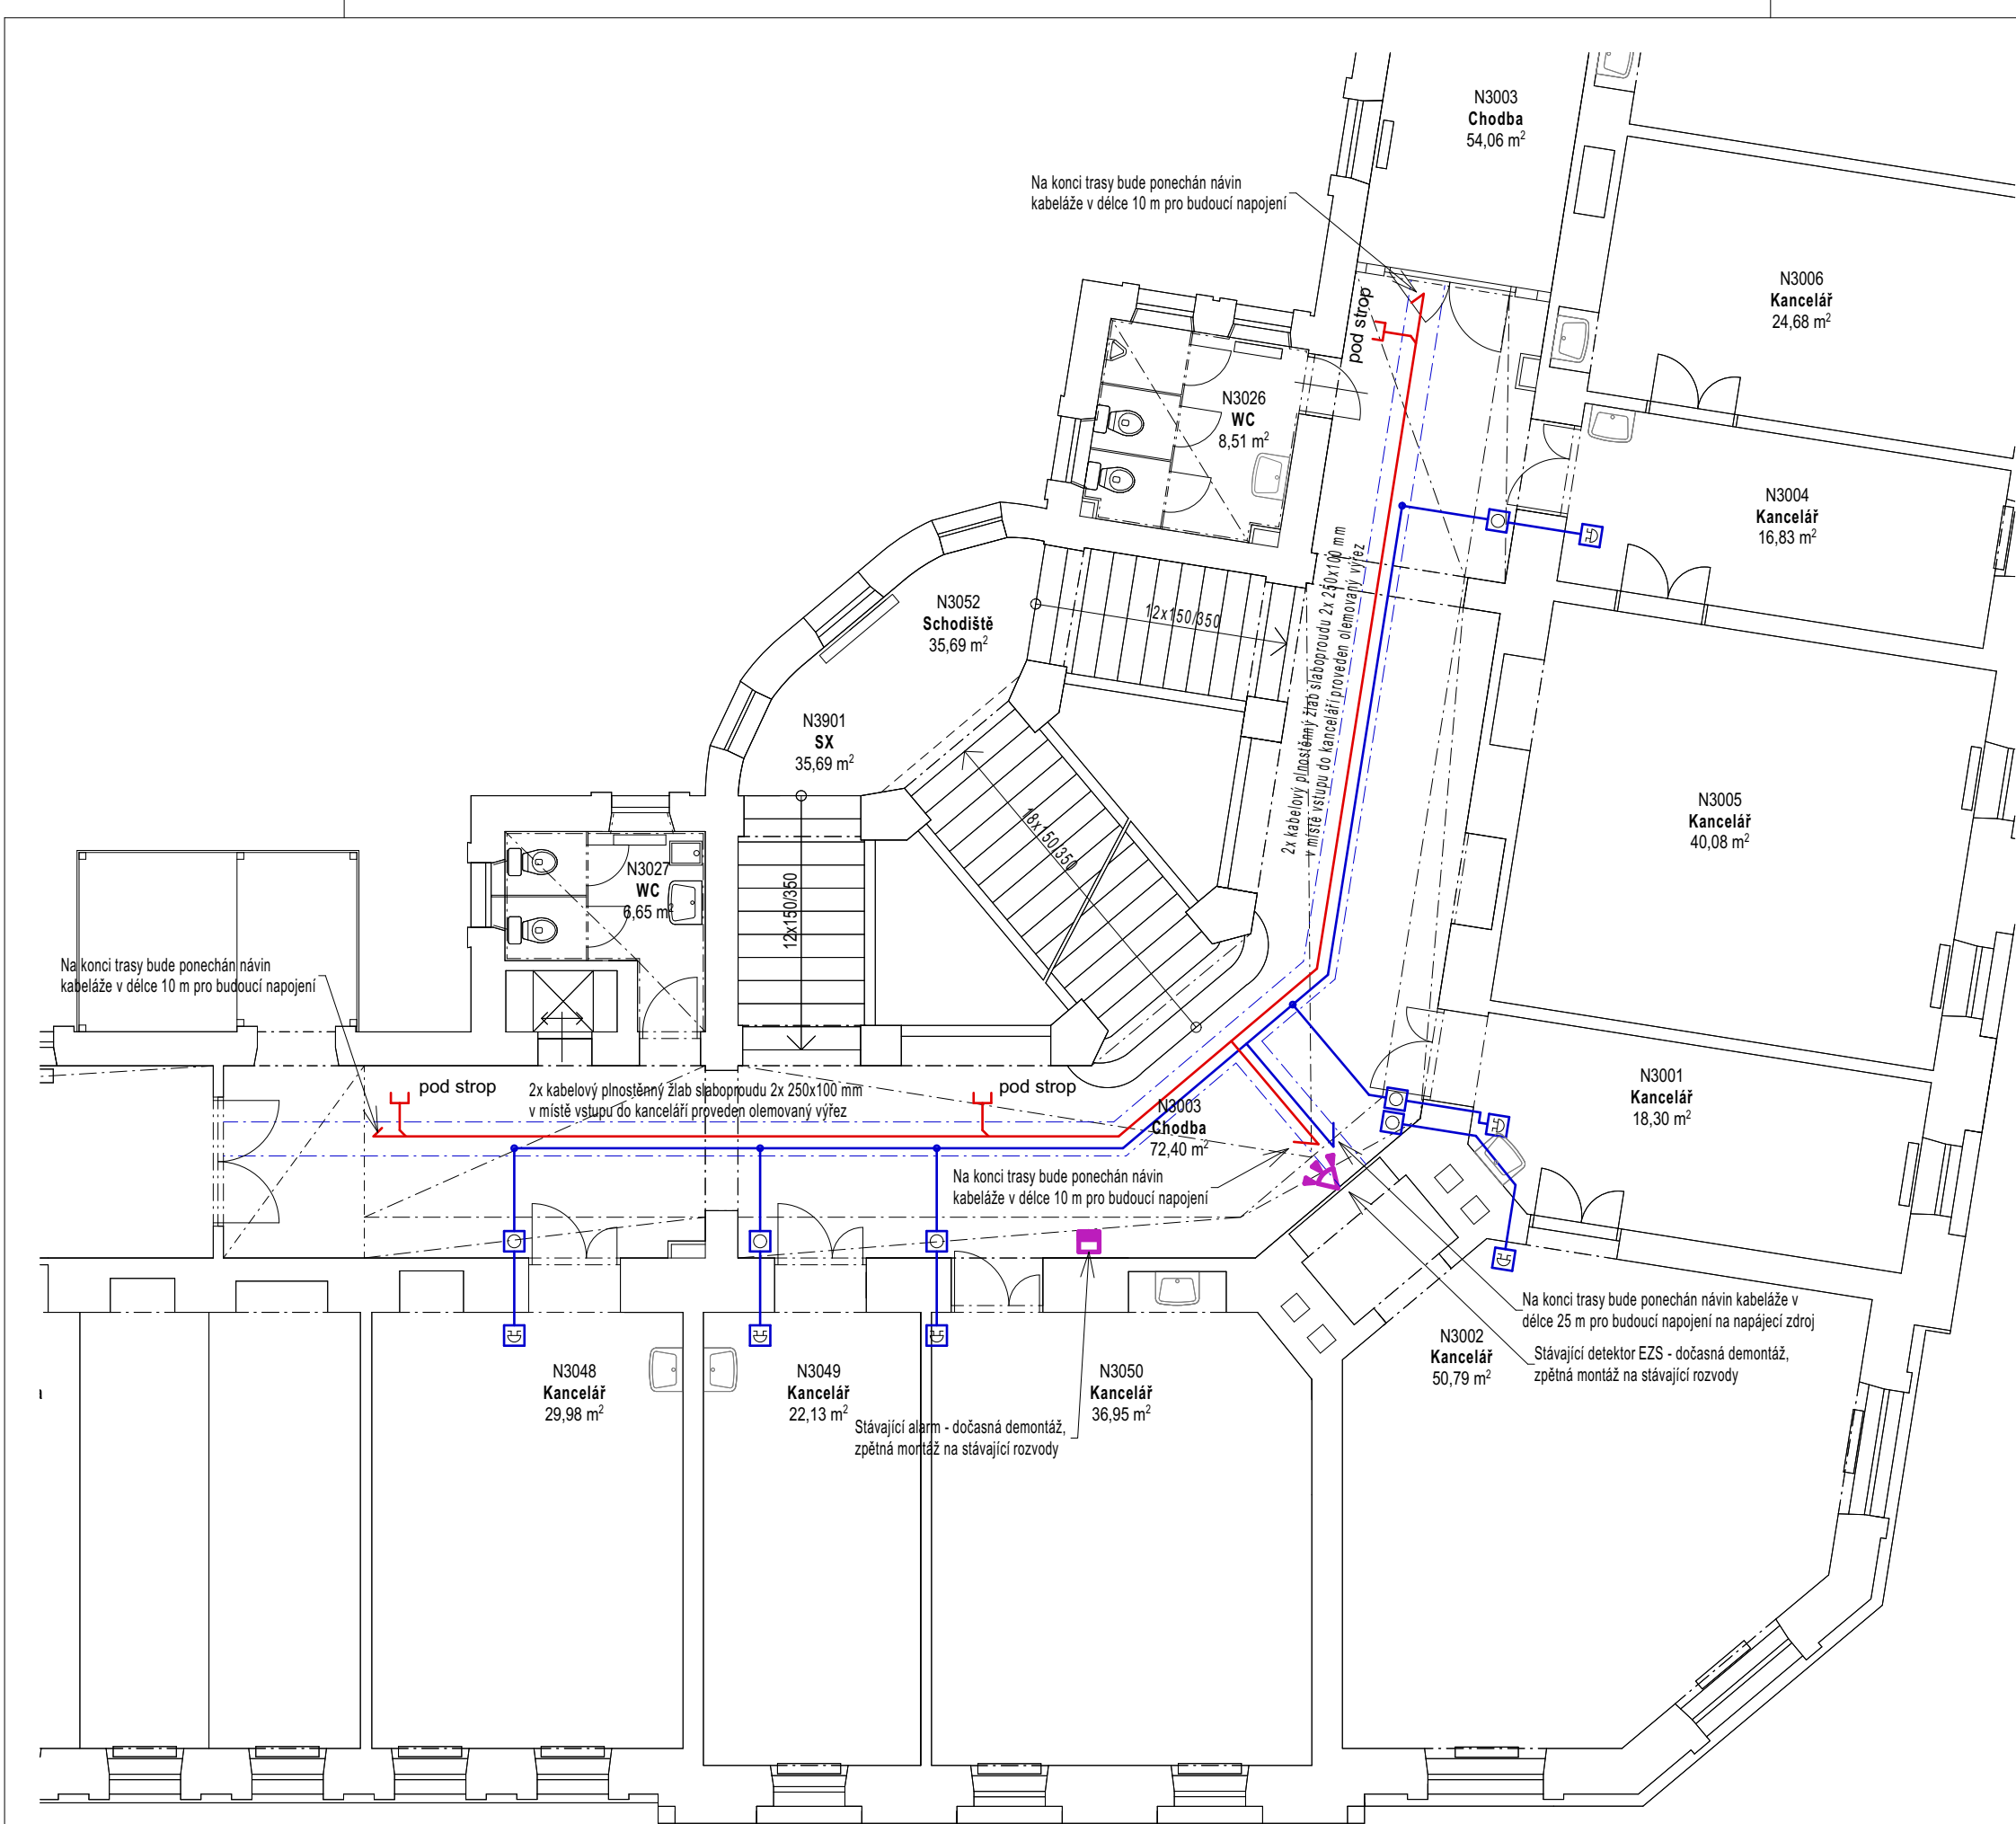 N3003
Chodba
54,06 m²
Na konci trasy bude ponechán návin
kabeláže v délce 10 m pro budoucí napojení
pod strop
N3006
Kancelář
24,68 m²
N3026
WC
8,51 m²
N3004
Kancelář
16,83 m²
N3052
Schodiště
35,69 m²
12x150/350
2x kabelový plnostěnný žlab slaboproudu 2x 250x100 mm
v místě vstupu do kanceláří proveden olemovaný výřez
N3901
SX
35,69 m²
18x150/350
N3005
Kancelář
40,08 m²
N3027
WC
6,65 m²
12x150/350
Na konci trasy bude ponechán návin
kabeláže v délce 10 m pro budoucí napojení
pod strop
2x kabelový plnostěnný žlab slaboproudu 2x 250x100 mm
v místě vstupu do kanceláří proveden olemovaný výřez
pod strop
N3003
Chodba
72,40 m²
N3001
Kancelář
18,30 m²
Na konci trasy bude ponechán návin
kabeláže v délce 10 m pro budoucí napojení
Na konci trasy bude ponechán návin kabeláže v
délce 25 m pro budoucí napojení na napájecí zdroj
N3002
Kancelář
50,79 m²
Stávající detektor EZS - dočasná demontáž,
zpětná montáž na stávající rozvody
N3048
Kancelář
29,98 m²
N3049
Kancelář
22,13 m²
N3050
Kancelář
36,95 m²
Stávající alarm - dočasná demontáž,
zpětná montáž na stávající rozvody